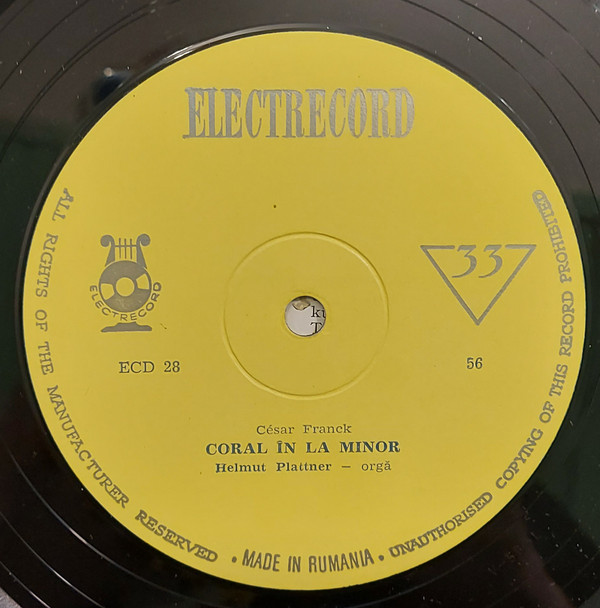 ELECTRECORD
ALL RIGHTS OF THE MANUFACTURER RESERVED • MADE IN RUMANIA • UNAUTHORISED COPYING OF THIS RECORD PROHIBITED
ELECTRECORD
33
ECD 28
56
César Franck
CORAL ÎN LA MINOR
Helmut Plattner – orgă